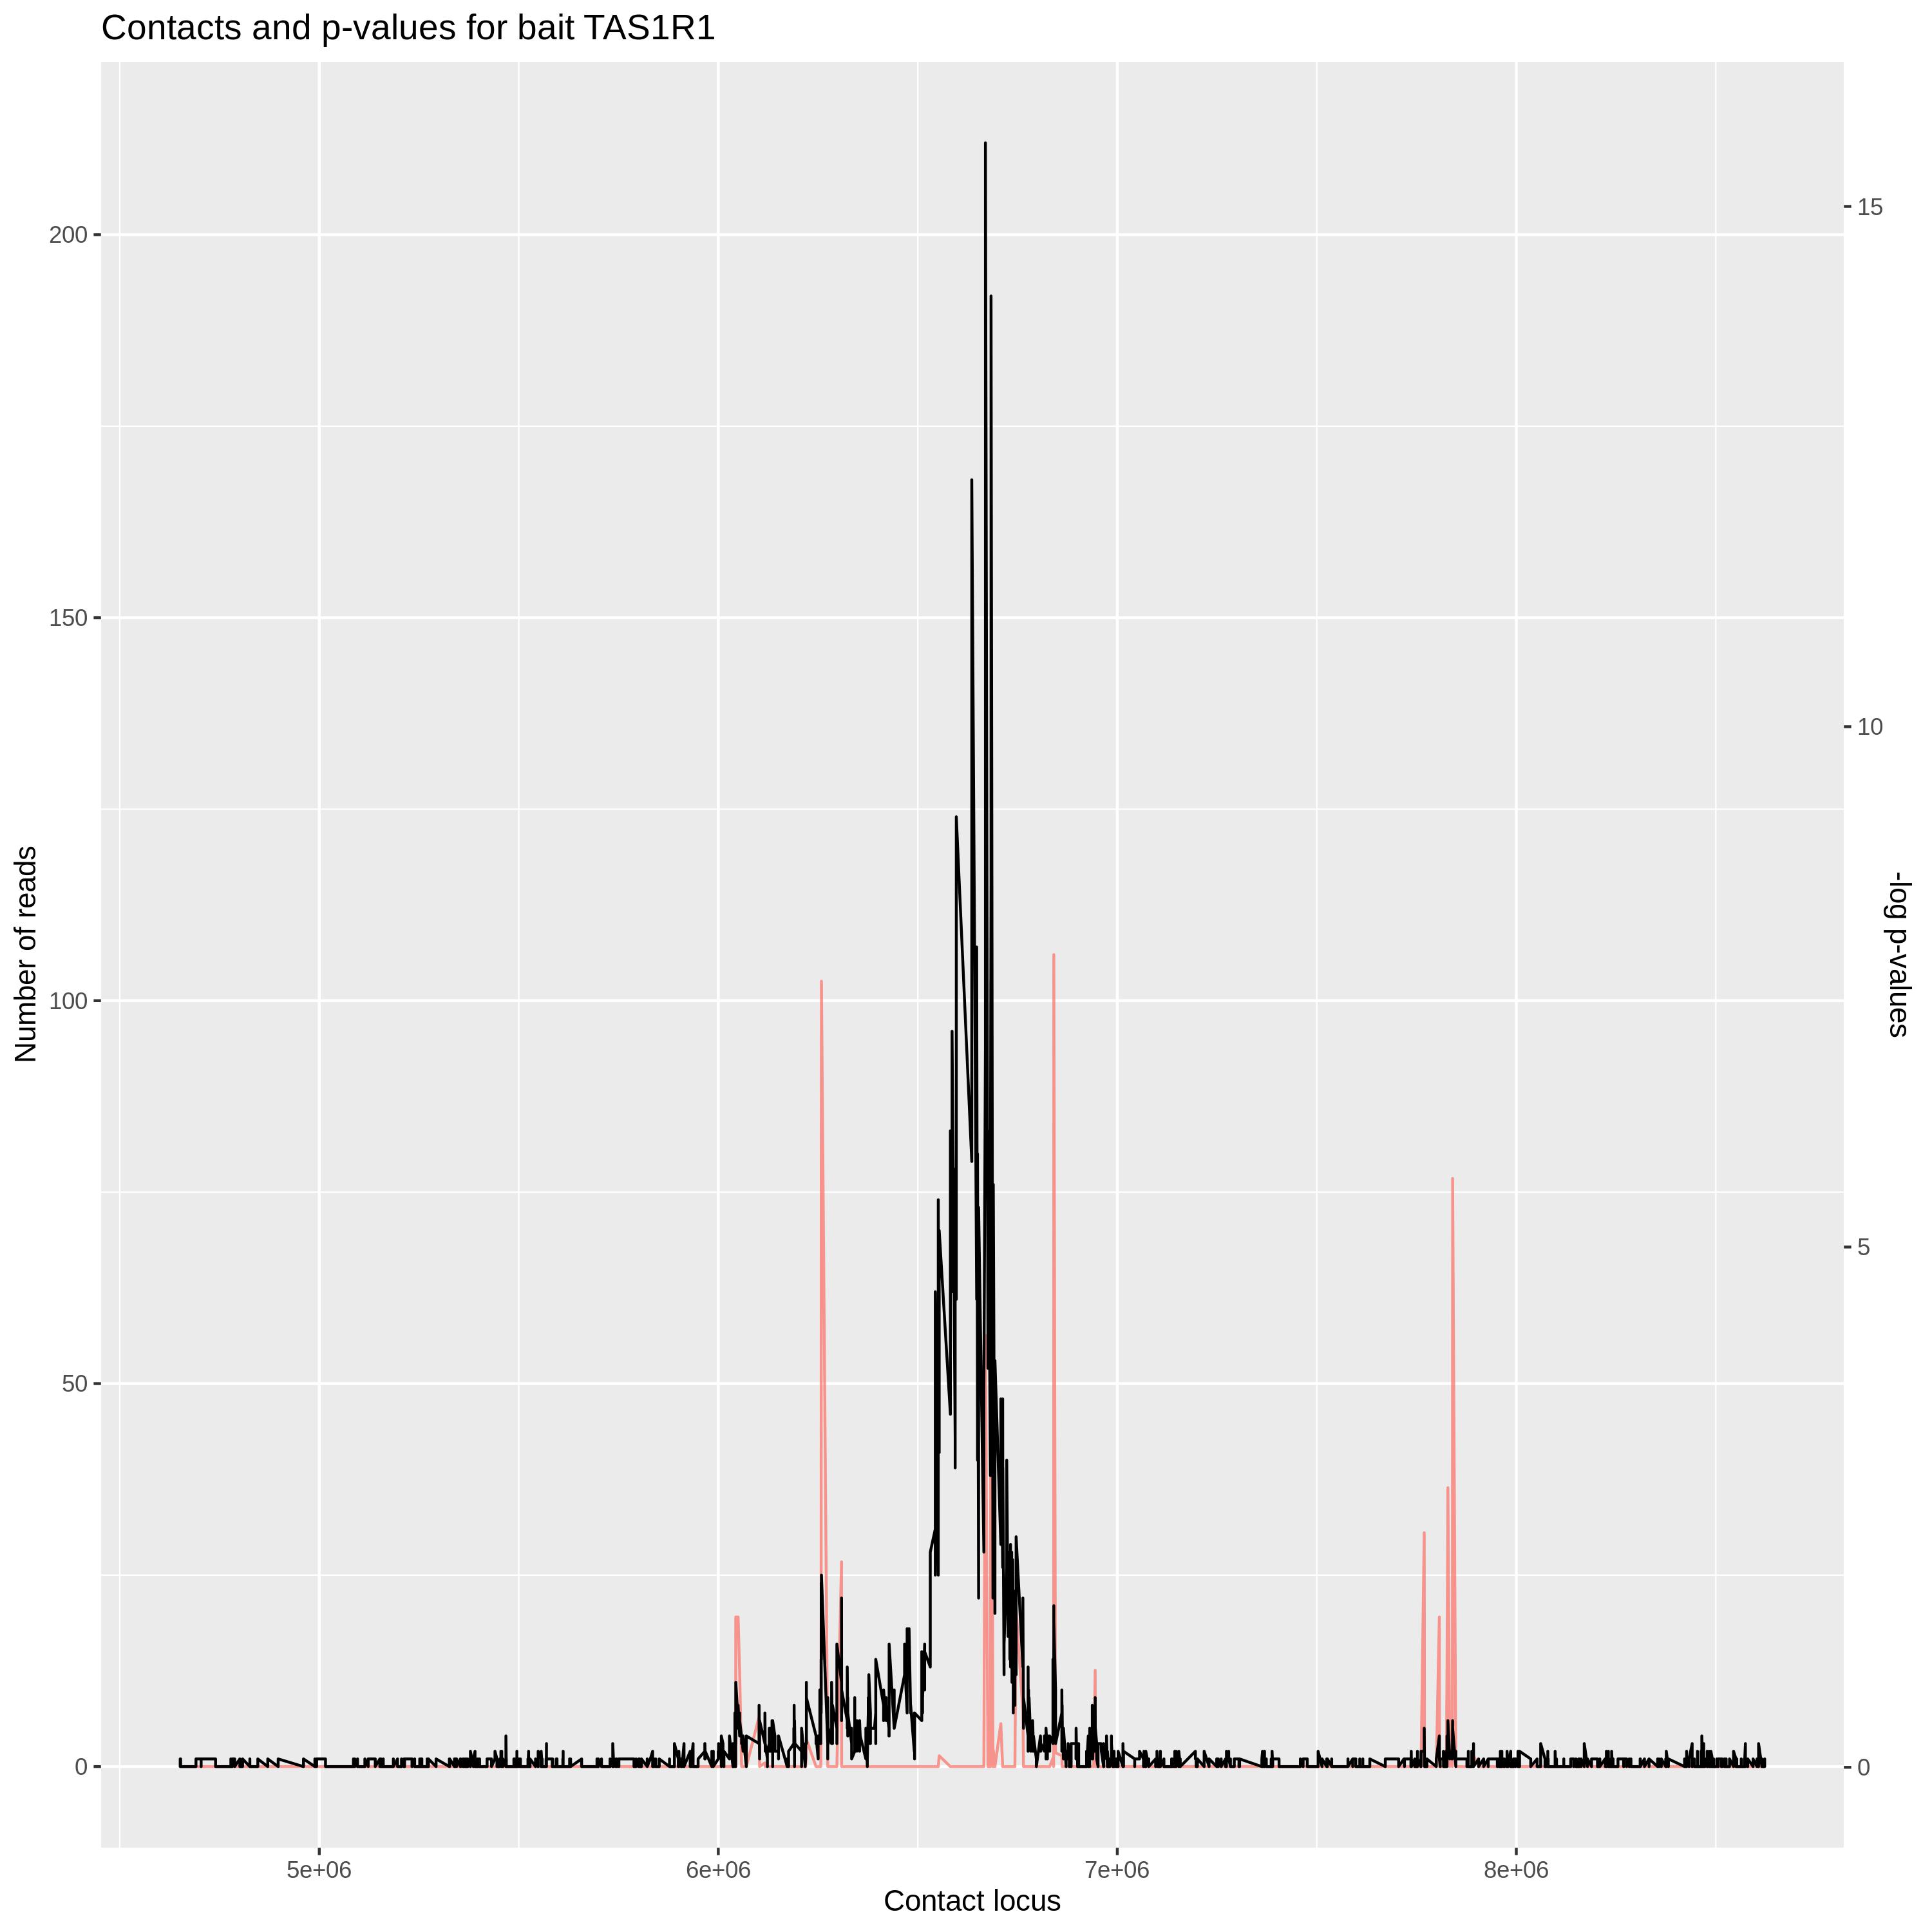 Contacts and p-values for bait TAS1R1
200
150
100
50
0
Number of reads
15
10
5
0
-log p-values
5e+06
6e+06
7e+06
8e+06
Contact locus